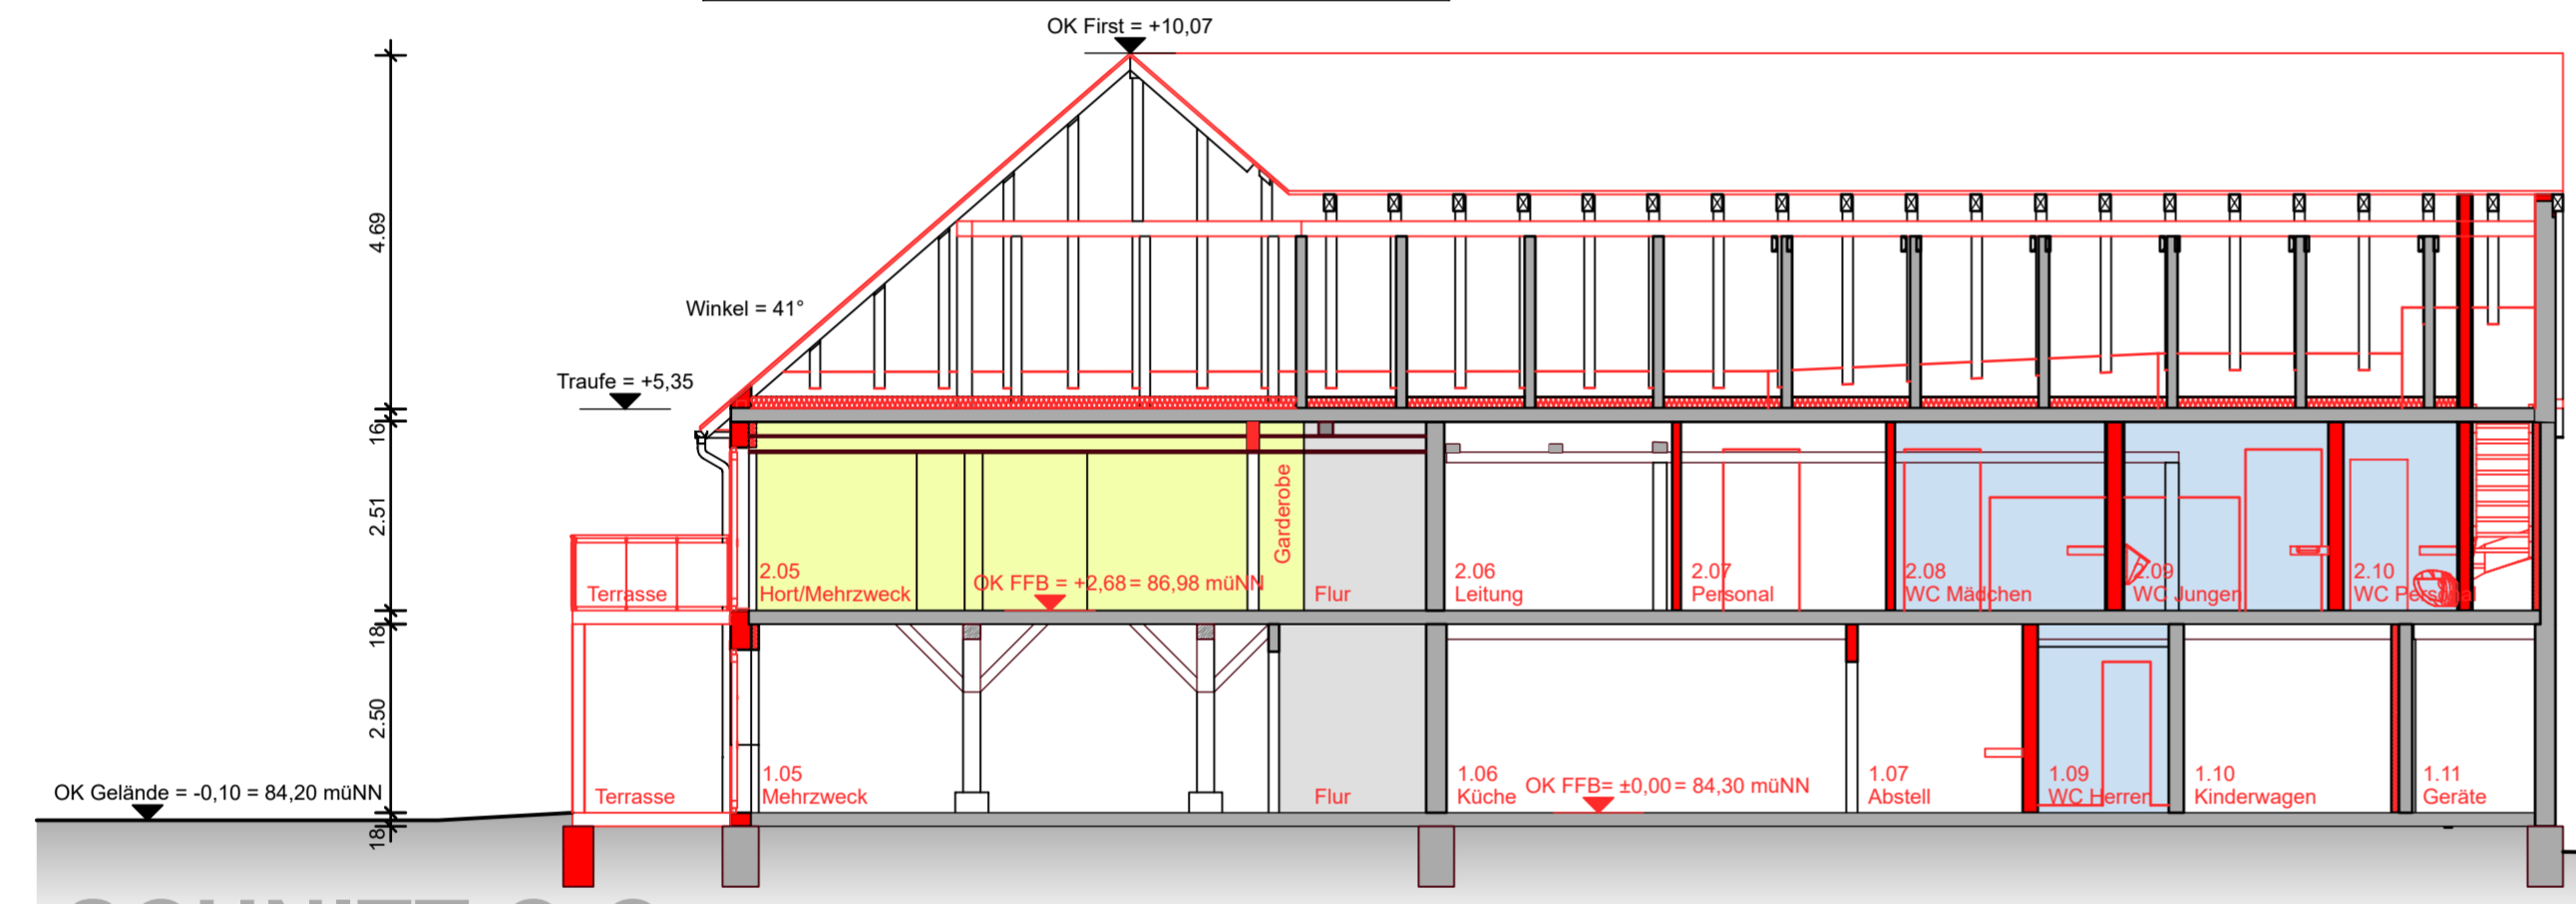 OK First = +10,07
4.69
Winkel = 41°
Traufe = +5,35
16
2.51
Garderobe
2.05
Hort/Mehrzweck
OK FFB = +2,68 = 86,98 müNN
Terrasse
Flur
2.06
Leitung
2.07
Personal
2.08
WC Mädchen
2.09
WC Jungen
2.10
WC Personal
18
2.50
OK Gelände = -0,10 = 84,20 müNN
Terrasse
1.05
Mehrzweck
Flur
1.06
Küche
OK FFB= ±0,00 = 84,30 müNN
1.07
Abstell
1.09
WC Herren
1.10
Kinderwagen
1.11
Geräte
18